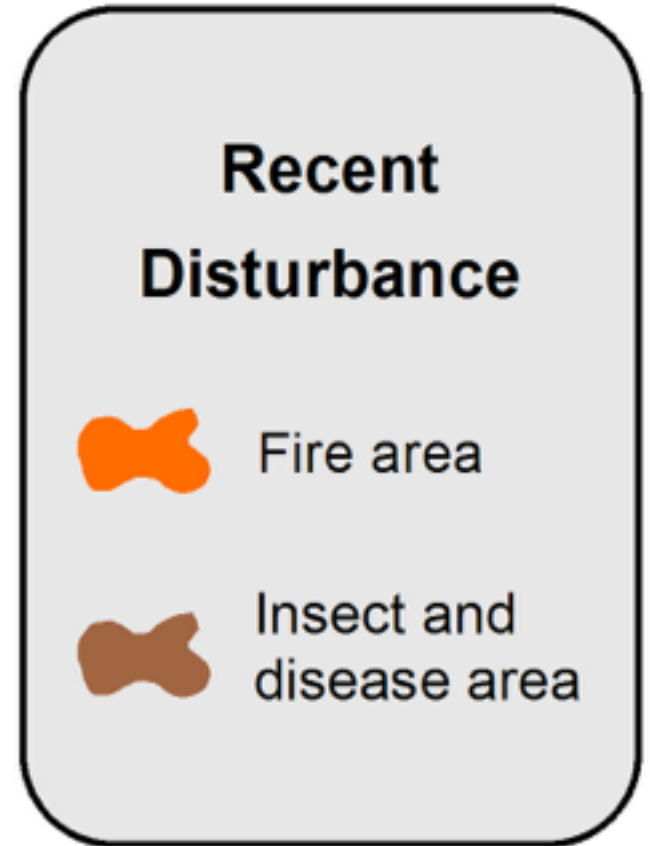 Recent
Disturbance
Fire area
Insect and
disease area